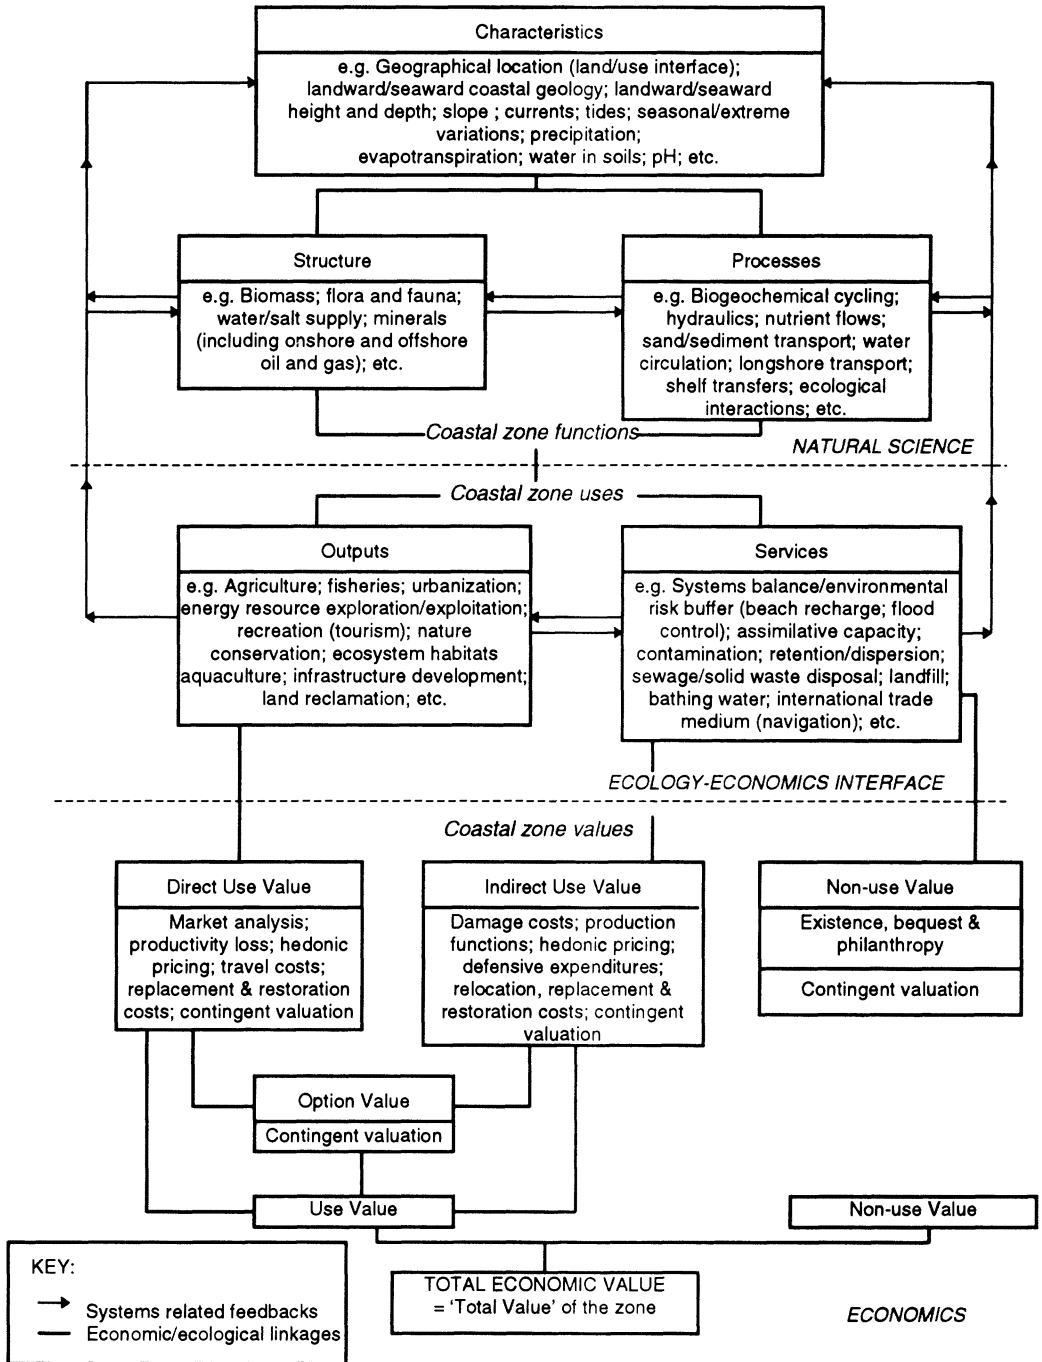 Characteristics
e.g. Geographical location (land/use interface);
landward/seaward coastal geology; landward/seaward
height and depth; slope ; currents; tides; seasonal/extreme
variations; precipitation;
evapotranspiration; water in soils; pH; etc.
Structure
e.g. Biomass; flora and fauna;
water/salt supply; minerals
(including onshore and offshore
oil and gas); etc.
Processes
e.g. Biogeochemical cycling;
hydraulics; nutrient flows;
sand/sediment transport; water
circulation; longshore transport;
shelf transfers; ecological
interactions; etc.
Coastal zone functions
NATURAL SCIENCE
Coastal zone uses
Outputs
e.g. Agriculture; fisheries; urbanization;
energy resource exploration/exploitation;
recreation (tourism); nature
conservation; ecosystem habitats
aquaculture; infrastructure development;
land reclamation; etc.
Services
e.g. Systems balance/environmental
risk buffer (beach recharge; flood
control); assimilative capacity;
contamination; retention/dispersion;
sewage/solid waste disposal; landfill;
bathing water; international trade
medium (navigation); etc.
ECOLOGY-ECONOMICS INTERFACE
Coastal zone values
Direct Use Value
Market analysis;
productivity loss; hedonic
pricing; travel costs;
replacement & restoration
costs; contingent valuation
Indirect Use Value
Damage costs; production
functions; hedonic pricing;
defensive expenditures;
relocation, replacement &
restoration costs; contingent
valuation
Non-use Value
Existence, bequest &
philanthropy
Contingent valuation
Option Value
Contingent valuation
Use Value
Non-use Value
TOTAL ECONOMIC VALUE
= 'Total Value' of the zone
ECONOMICS
KEY:
Systems related feedbacks
Economic/ecological linkages